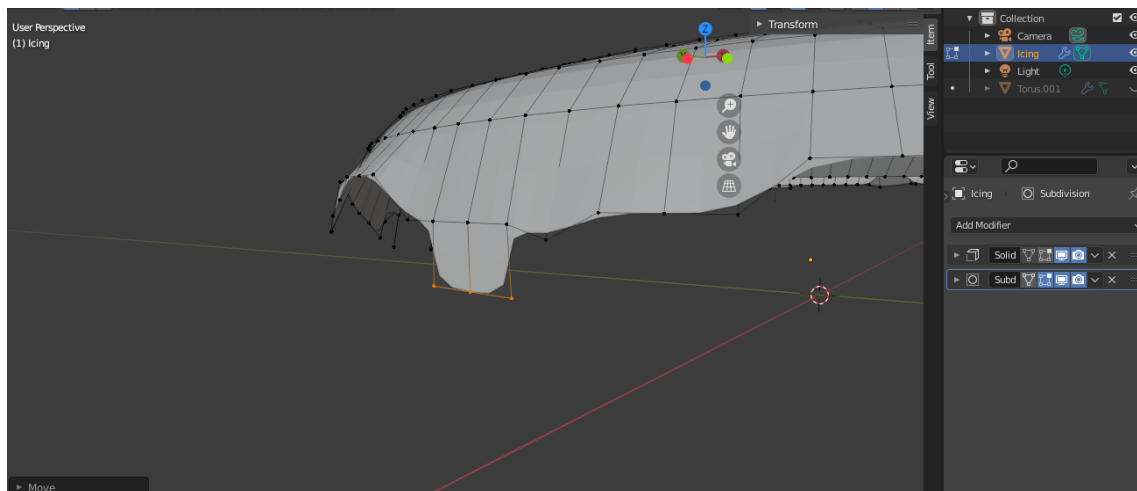 User Perspective
(1) Icing
Z
Transform
Item
Tool
View
Move
Collection
Camera
Icing
Light
Torus.001
Icing
Subdivision
Add Modifier
Solid
Subd